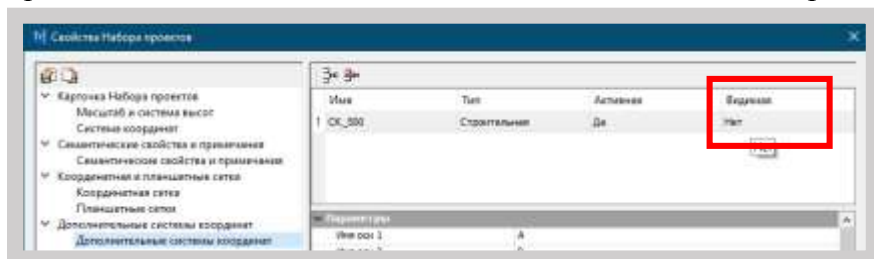 Свойства Набора проектов
Карточка Набора проектов
Масштаб и система высот
Система координат
Семантические свойства и примечания
Семантические свойства и примечания
Координатная и планшетные сетки
Координатная сетка
Планшетные сетки
Дополнительные системы координат
Дополнительные системы координат
Имя Тип Активная Видимая
1 СК_500 Строительная Да Нет
Нет
Параметры
Имя оси 1 А